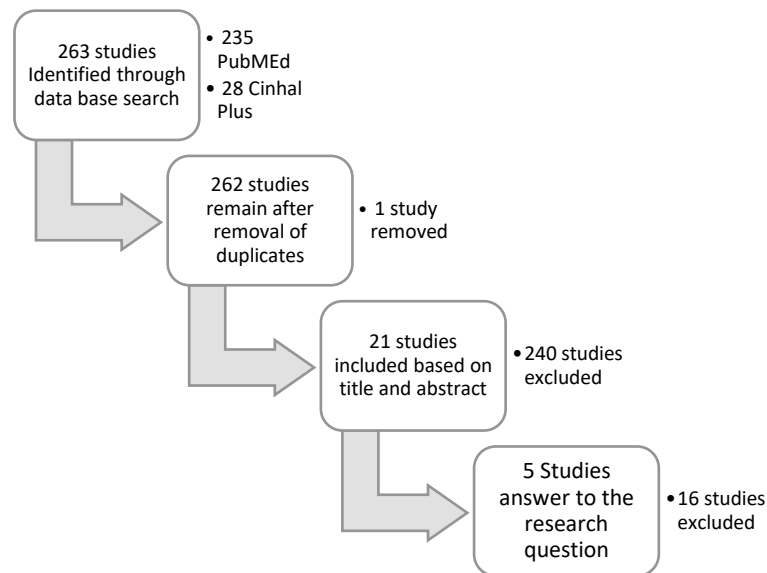 263 studies
Identified through
data base search
• 235
PubMEd
• 28 Cinhal
Plus
262 studies
remain after
removal of
duplicates
• 1 study
removed
21 studies
included based on
title and abstract
•240 studies
excluded
5 Studies
answer to the
research
question
•16 studies
excluded